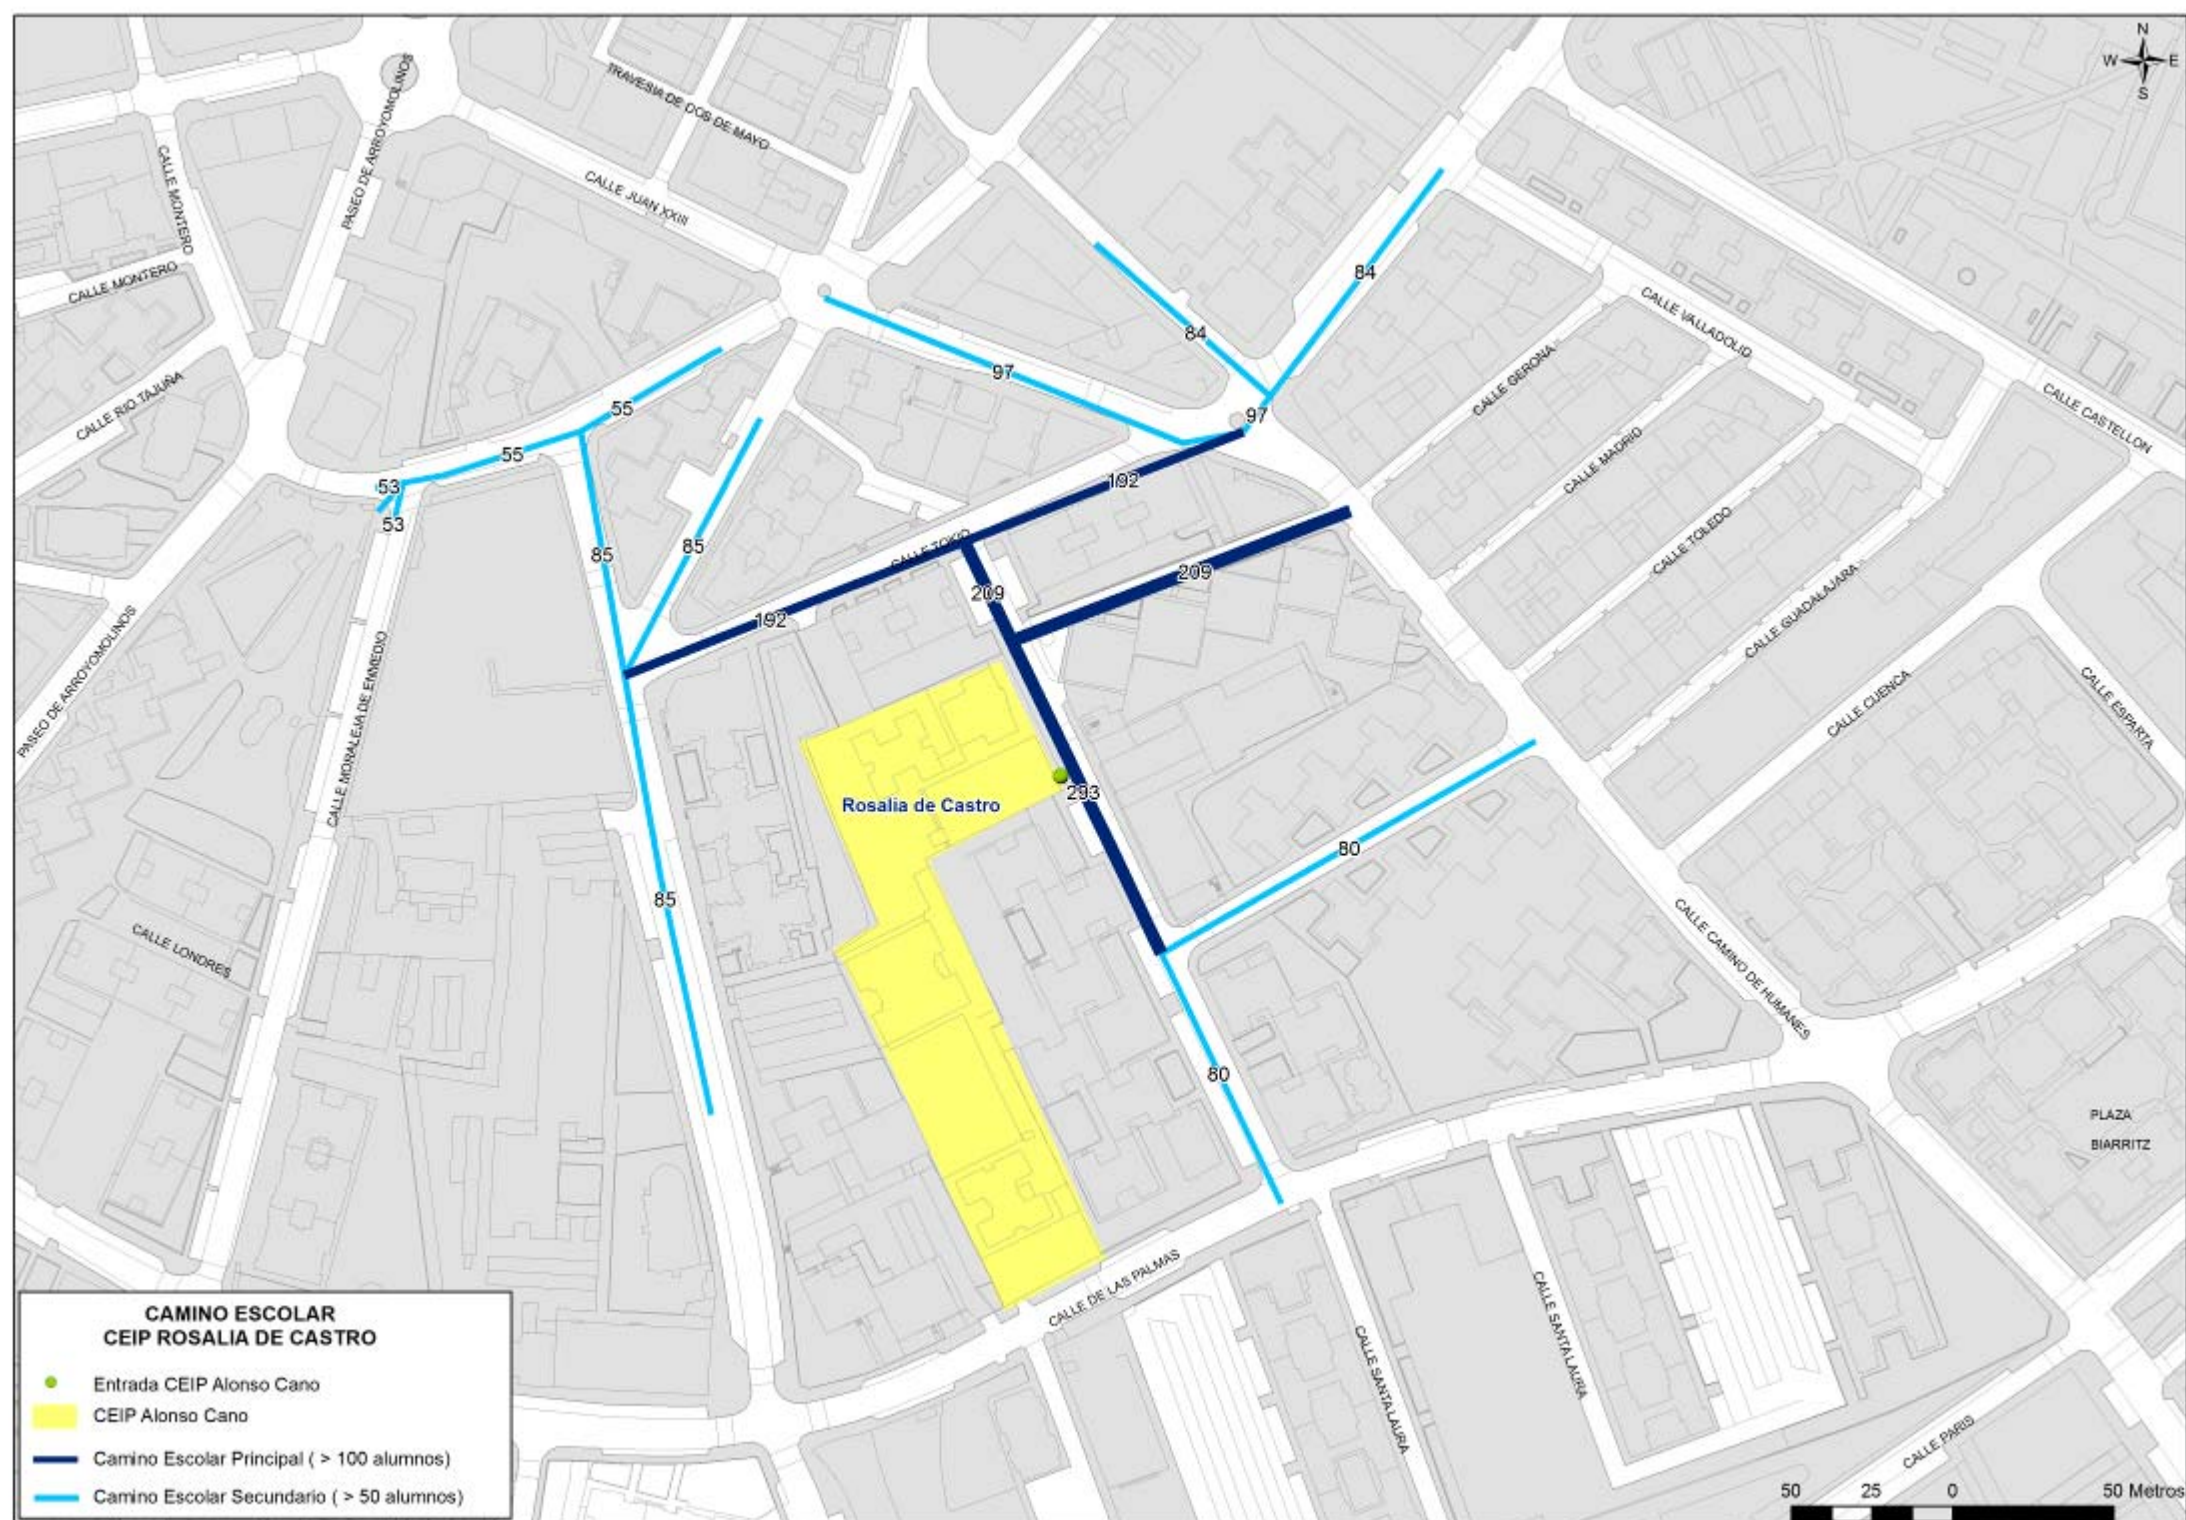 N
W E
S
PASEO DE ARROYOMOLINOS
TRAVESIA DE DOS DE MAYO
CALLE MONTERO
CALLE JUAN XXIII
CALLE MONTERO
84
84
CALLE VALLADOLID
97
CALLE GERONA
CALLE RIO TAJUÑA
55
97
CALLE CASTELLON
CALLE MADRID
55
192
53
53
CALLE TOLEDO
CALLE TOKIO
85
85
209
209
CALLE GUADALAJARA
192
PASEO DE ARROYOMOLINOS
CALLE MORALEJA DE ENMEDIO
CALLE CUENCA
CALLE ESPARTA
Rosalia de Castro
293
80
85
CALLE LONDRES
CALLE CAMINO DE HUMANES
80
PLAZA
BIARRITZ
CALLE DE LAS PALMAS
CALLE SANTA LAURA
CALLE SANTA LAURA
CALLE PARIS
CAMINO ESCOLAR
CEIP ROSALIA DE CASTRO
Entrada CEIP Alonso Cano
CEIP Alonso Cano
Camino Escolar Principal ( > 100 alumnos)
Camino Escolar Secundario ( > 50 alumnos)
50 25 0 50 Metros